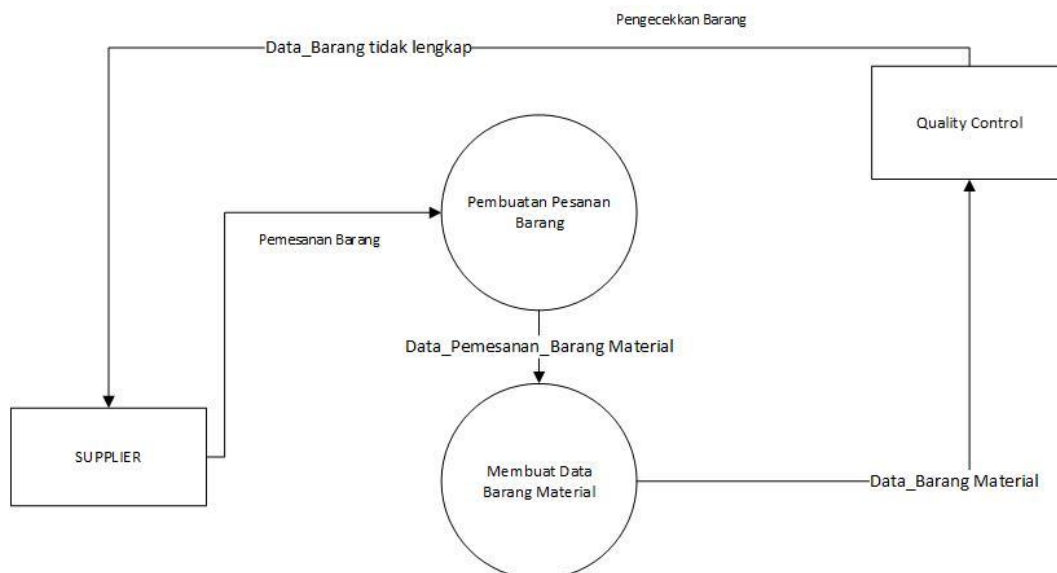 Pengecekkan Barang
Data_Barang tidak lengkap
Quality Control
Pembuatan Pesanan
Barang
Pemesanan Barang
Data_Pemesanan_Barang Material
SUPPLIER
Membuat Data
Barang Material
Data_Barang Material